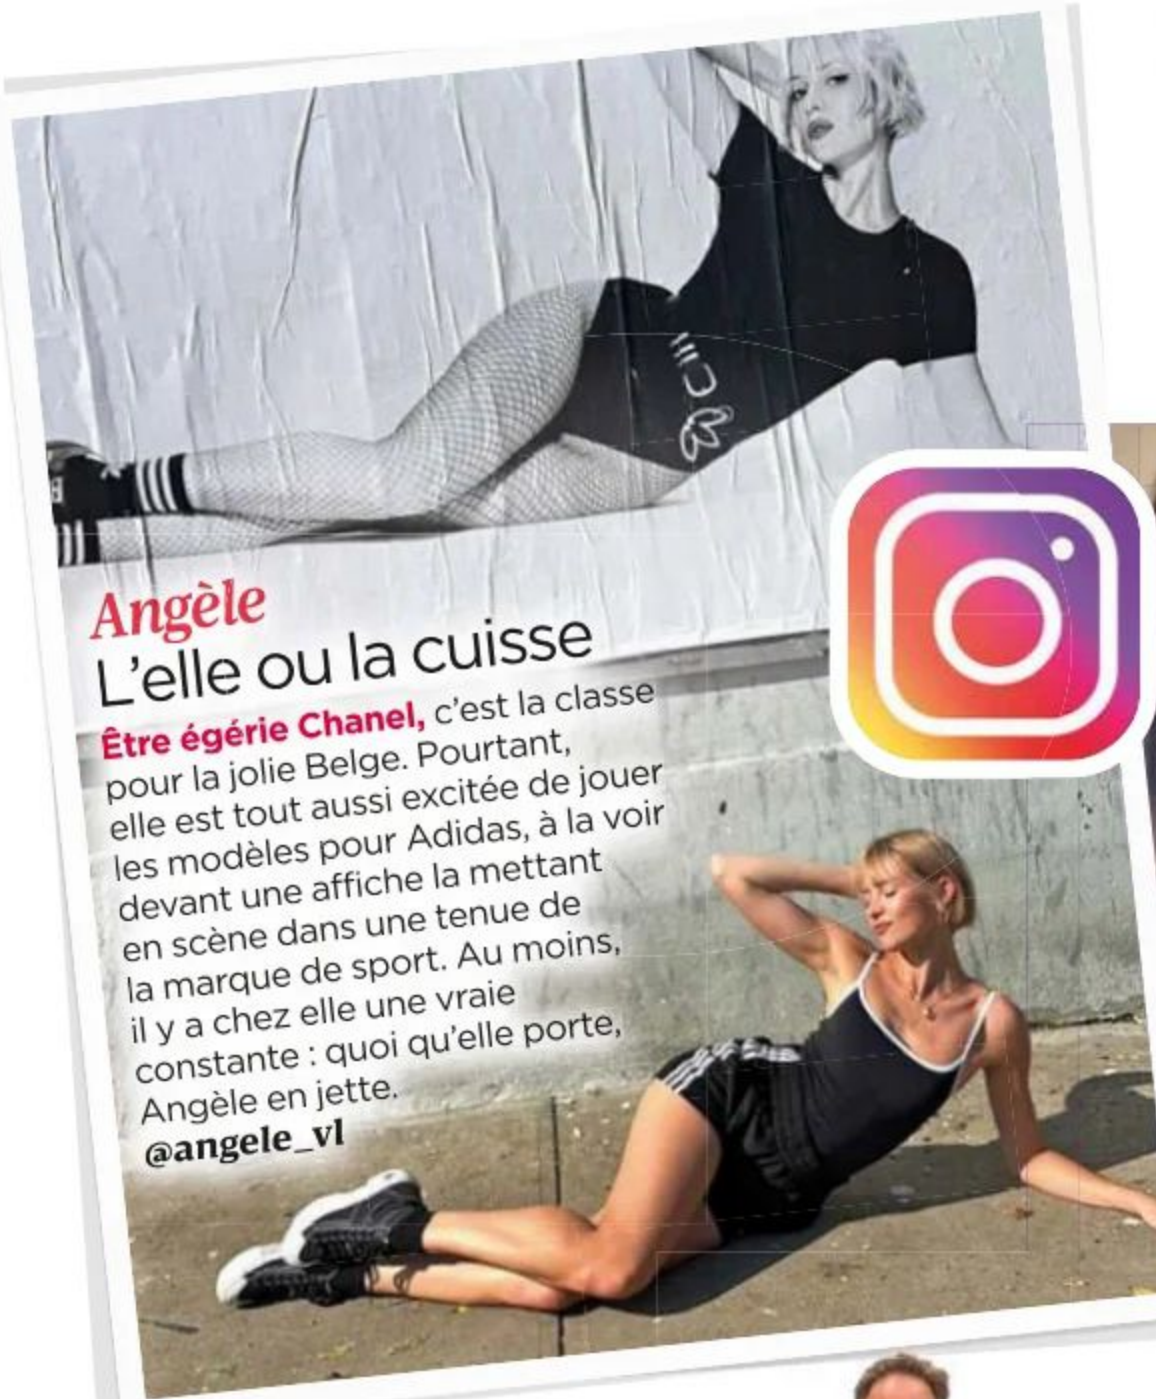 Angèle
L'elle ou la cuisse
Être égérie Chanel, c'est la classe
pour la jolie Belge. Pourtant,
elle est tout aussi excitée de jouer
les modèles pour Adidas, à la voir
devant une affiche la mettant
en scène dans une tenue de
la marque de sport. Au moins,
il y a chez elle une vraie
constante : quoi qu'elle porte,
Angèle en jette.
@angele_vl